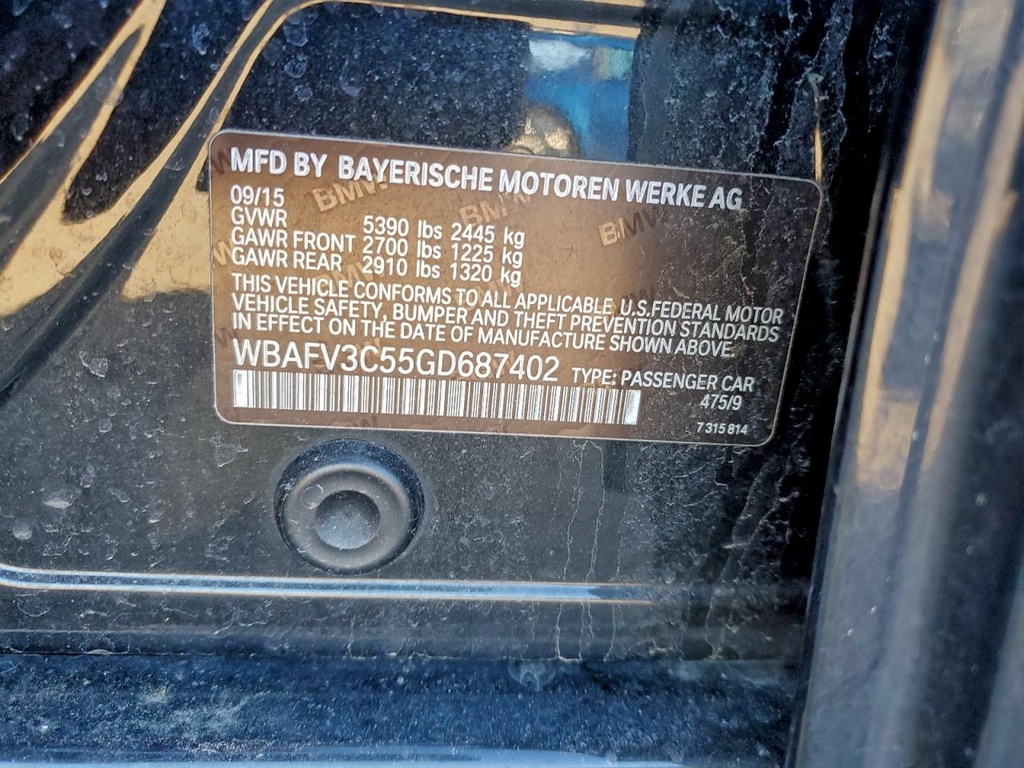 MFD BY BAYERISCHE MOTOREN WERKE AG
09/15
GVWR 5390 lbs 2445 kg
GAWR FRONT 2700 lbs 1225 kg
GAWR REAR 2910 lbs 1320 kg
THIS VEHICLE CONFORMS TO ALL APPLICABLE U.S.FEDERAL MOTOR
VEHICLE SAFETY, BUMPER AND THEFT PREVENTION STANDARDS
IN EFFECT ON THE DATE OF MANUFACTURE SHOWN ABOVE.
WBAFV3C55GD687402 TYPE: PASSENGER CAR
475/9
7 315 814
BMW
BMW
BMW